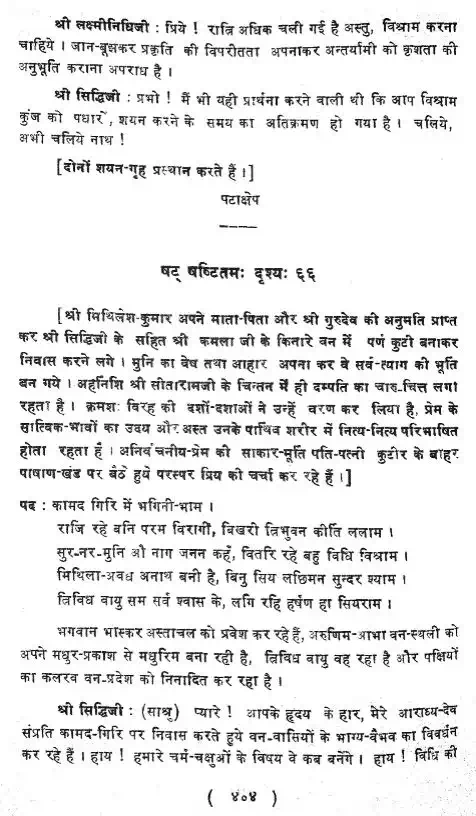 श्री लक्ष्मीनिधिजी : प्रिये ! रात्रि अधिक चली गई है अस्तु, विश्राम करना
चाहिये । जान-बूझकर प्रकृति की विपरीतता अपनाकर अन्तर्यामी को कृशता की
अनुभूति कराना अपराध है ।
श्री सिद्धिजी : प्रभो ! मैं भी यही प्रार्थना करने वाली थी कि आप विश्राम
कुंज को पधारें, शयन करने के समय का अतिक्रमण हो गया है । चलिये,
अभी चलिये नाथ !
[दोनों शयन-गृह प्रस्थान करते हैं ।]
पटाक्षेप
षट् षष्टितमः दृश्यः ६६
[श्री मिथिलेश-कुमार अपने माता-पिता और श्री गुरुदेव की अनुमति प्राप्त
कर श्री सिद्धिजी के सहित श्री कमला जी के किनारे वन में पर्ण कुटी बनाकर
निवास करने लगे । मुनि का वेष तथा आहार अपना कर वे सर्व-त्याग की मूर्ति
बन गये । अहर्निशि श्री सीतारामजी के चिन्तन में ही दम्पति का चारु-चित्त लगा
रहता है । क्रमशः विरह की दशों-दशाओं ने उन्हें वरण कर लिया है, प्रेम के
सात्विक-भावों का उदय और अस्त उनके पार्थिव शरीर में नित्य-नित्य परिभाषित
होता रहता है । अनिर्वचनीय-प्रेम की साकार-मूर्ति पति-पत्नी कुटीर के बाहर
पाषाण-खंड पर बैठे हुये परस्पर प्रिय की चर्चा कर रहे हैं ।]
पद : कामद गिरि में भगिनी-भाम ।
राजि रहे बनि परम विरागी, बिखरी त्रिभुवन कीर्ति ललाम ।
सुर-नर-मुनि औ नाग जनन कहँ, वितरि रहे बहु विधि विश्राम ।
मिथिला-अवध अनाथ बनी है, बिनु सिय लछिमन सुन्दर श्याम ।
त्रिविध वायु सम सर्व श्वास के, लगि रहि हर्षण हा सियराम ।
भगवान भास्कर अस्ताचल को प्रवेश कर रहे हैं, अरुणिम-आभा वन-स्थली को
अपने मधुर-प्रकाश से मधुरिम बना रही है, त्रिविध वायु वह रहा है और पक्षियों
का कलरव वन-प्रदेश को निनादित कर रहा है ।
श्री सिद्धिजी : (साश्रु) प्यारे ! आपके हृदय के हार, मेरे आराध्य-देव
संप्रति कामद-गिरि पर निवास करते हुये वन-वासियों के भाग्य-वैभव का विवर्धन
कर रहे हैं । हाय ! हमारे चर्म-चक्षुओं के विषय वे कब बनेंगे । हाय ! विधि की
( ४०४ )